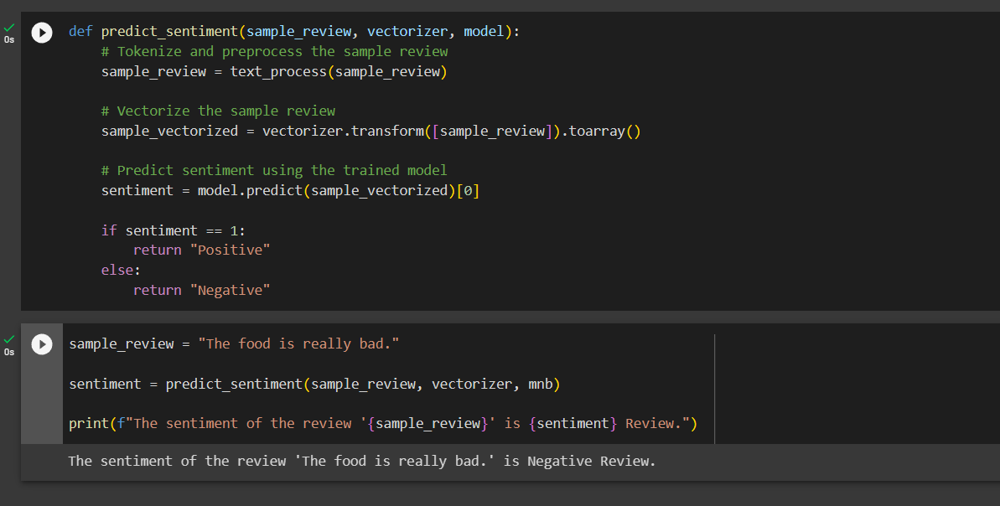 0s
def predict_sentiment(sample_review, vectorizer, model):
    # Tokenize and preprocess the sample review
    sample_review = text_process(sample_review)
    # Vectorize the sample review
    sample_vectorized = vectorizer.transform([sample_review]).toarray()
    # Predict sentiment using the trained model
    sentiment = model.predict(sample_vectorized)[0]
    if sentiment == 1:
        return "Positive"
    else:
        return "Negative"
0s
sample_review = "The food is really bad."
sentiment = predict_sentiment(sample_review, vectorizer, mnb)
print(f"The sentiment of the review '{sample_review}' is {sentiment} Review.")
The sentiment of the review 'The food is really bad.' is Negative Review.